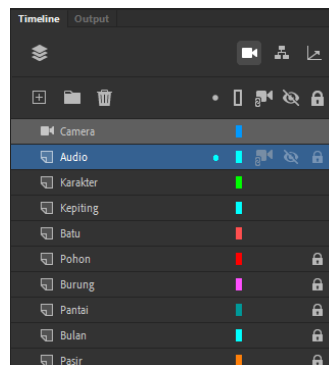 Timeline Output
Camera
Audio
Karakter
Kepiting
Batu
Pohon
Burung
Pantai
Bulan
Pasir